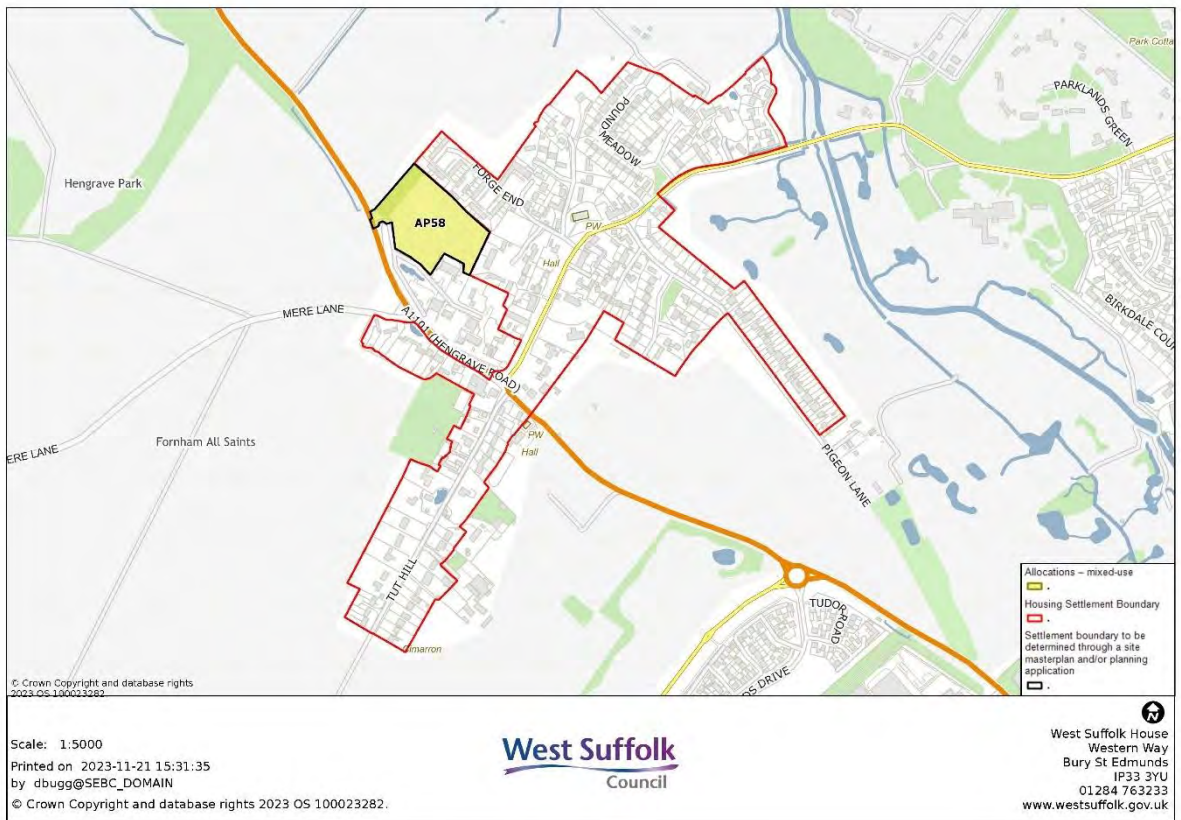 Park Cotta
PARKLANDS GREEN
POUND
MEADOW
Hengrave Park
FORGE END
AP58
PW
Hall
BIRKDALE COU
MERE LANE
A1101 (HENGRAVE ROAD)
Fornham All Saints
PW
Hall
ERE LANE
PIGEON LANE
TUT HILL
TUDOR
ROAD
DS DRIVE
Cimarron
Allocations – mixed-use
.
Housing Settlement Boundary
.
Settlement boundary to be
determined through a site
masterplan and/or planning
application
.
© Crown Copyright and database rights
2023 OS 100023282
N
Scale: 1:5000
Printed on 2023-11-21 15:31:35
by dbugg@SEBC_DOMAIN
© Crown Copyright and database rights 2023 OS 100023282.
West Suffolk
Council
West Suffolk House
Western Way
Bury St Edmunds
IP33 3YU
01284 763233
www.westsuffolk.gov.uk